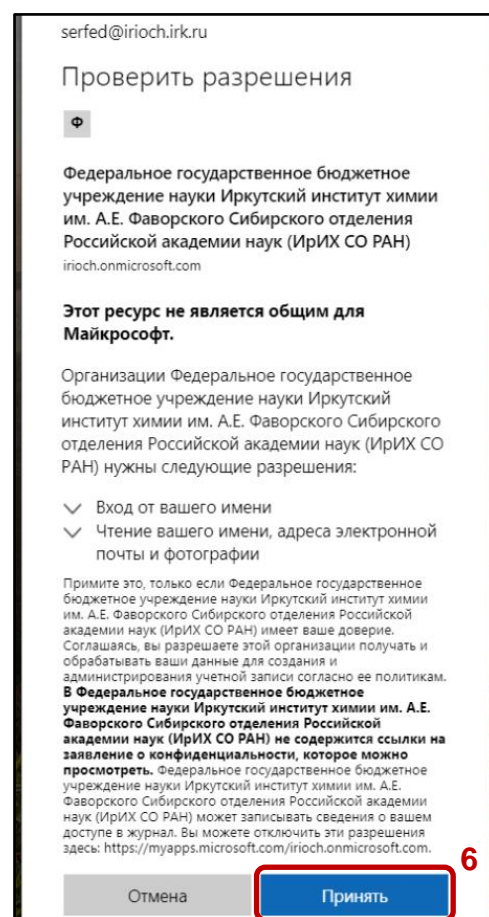 serfed@irioch.irk.ru
Проверить разрешения
Ф
Федеральное государственное бюджетное
учреждение науки Иркутский институт химии
им. А.Е. Фаворского Сибирского отделения
Российской академии наук (ИрИХ СО РАН)
irioch.onmicrosoft.com
Этот ресурс не является общим для
Майкрософт.
Организации Федеральное государственное
бюджетное учреждение науки Иркутский
институт химии им. А.Е. Фаворского Сибирского
отделения Российской академии наук (ИрИХ СО
РАН) нужны следующие разрешения:
Вход от вашего имени
Чтение вашего имени, адреса электронной
почты и фотографии
Примите это, только если Федеральное государственное
бюджетное учреждение науки Иркутский институт химии
им. А.Е. Фаворского Сибирского отделения Российской
академии наук (ИрИХ СО РАН) имеет ваше доверие.
Соглашаясь, вы разрешаете этой организации получать и
обрабатывать ваши данные для создания и
администрирования учетной записи согласно ее политикам.
В Федеральное государственное бюджетное
учреждение науки Иркутский институт химии им. А.Е.
Фаворского Сибирского отделения Российской
академии наук (ИрИХ СО РАН) не содержится ссылки на
заявление о конфиденциальности, которое можно
просмотреть. Федеральное государственное бюджетное
учреждение науки Иркутский институт химии им. А.Е.
Фаворского Сибирского отделения Российской академии
наук (ИрИХ СО РАН) может записывать сведения о вашем
доступе в журнал. Вы можете отключить эти разрешения
здесь: https://myapps.microsoft.com/irioch.onmicrosoft.com.
6
Отмена Принять